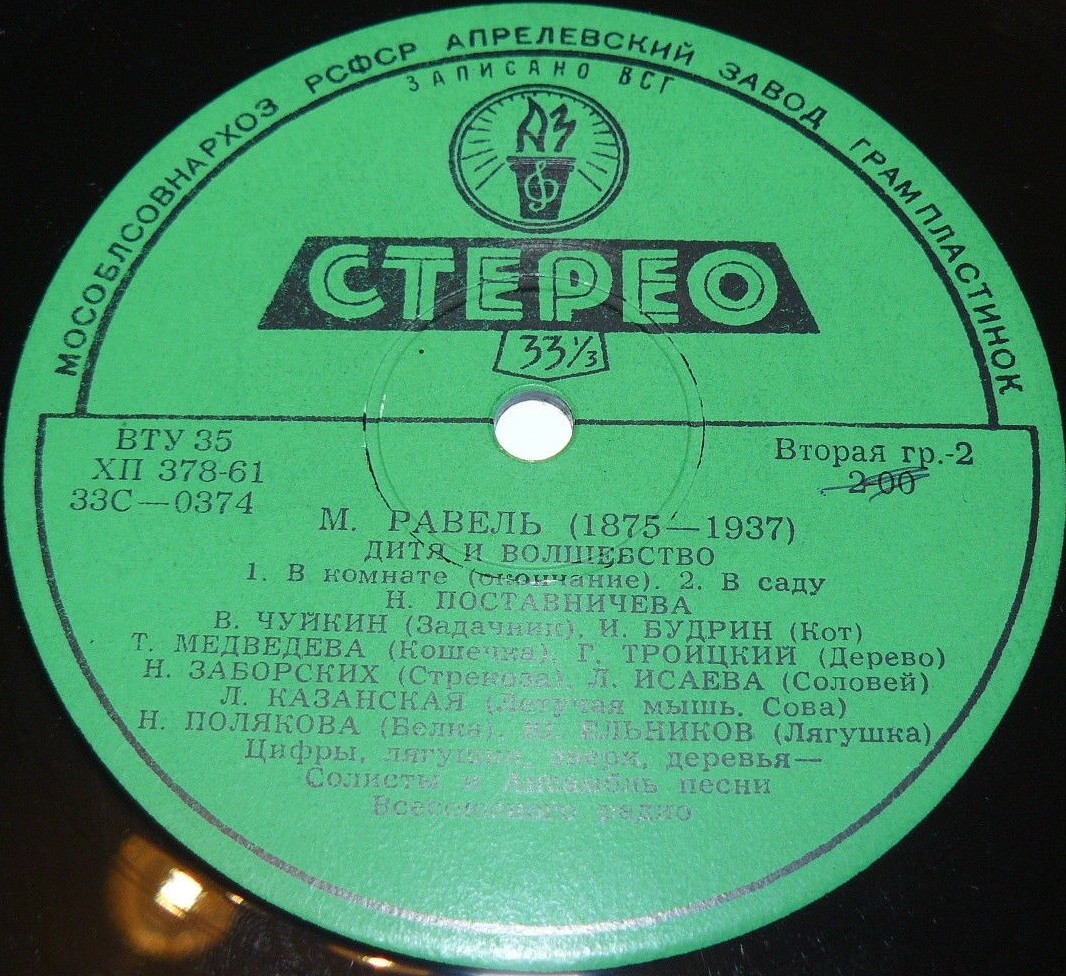 МОСОБЛСОВНАРХОЗ РСФСР АПРЕЛЕВСКИЙ ЗАВОД ГРАМПЛАСТИНОК
ЗАПИСАНО ВСГ
АЗ
СТЕРЕО
33⅓
ВТУ 35
ХП 378-61
33С—0374
Вторая гр.-2
2-00
М. РАВЕЛЬ (1875—1937)
ДИТЯ И ВОЛШЕБСТВО
1. В комнате (окончание). 2. В саду
Н. ПОСТАВНИЧЕВА
В. ЧУЙКИН (Задачник), И. БУДРИН (Кот)
Т. МЕДВЕДЕВА (Кошечка), Г. ТРОИЦКИЙ (Дерево)
Н. ЗАБОРСКИХ (Стрекоза), Л. ИСАЕВА (Соловей)
Л. КАЗАНСКАЯ (Летучая мышь, Сова)
Н. ПОЛЯКОВА (Белка), Ю. ЕЛЬНИКОВ (Лягушка)
Цифры, лягушки, звери, деревья—
Солисты и Ансамбль песни
Всесоюзного радио